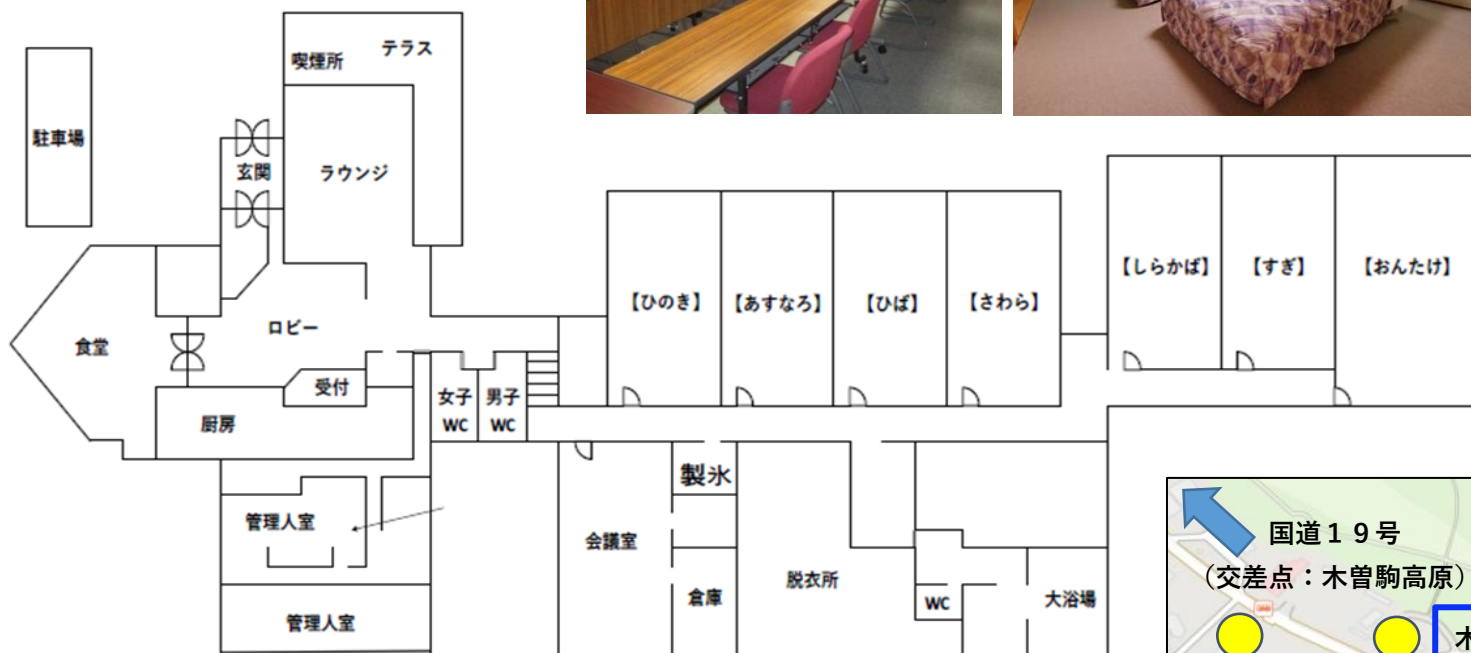 テラス
喫煙所
駐車場
玄関
ラウンジ
【しらかば】
【すぎ】
【おんたけ】
【ひのき】
【あすなろ】
【ひば】
【さわら】
ロビー
食堂
受付
女子
WC
男子
WC
厨房
製氷
管理人室
会議室
国道19号
(交差点:木曽駒高原)
脱衣所
倉庫
WC
大浴場
管理人室
木